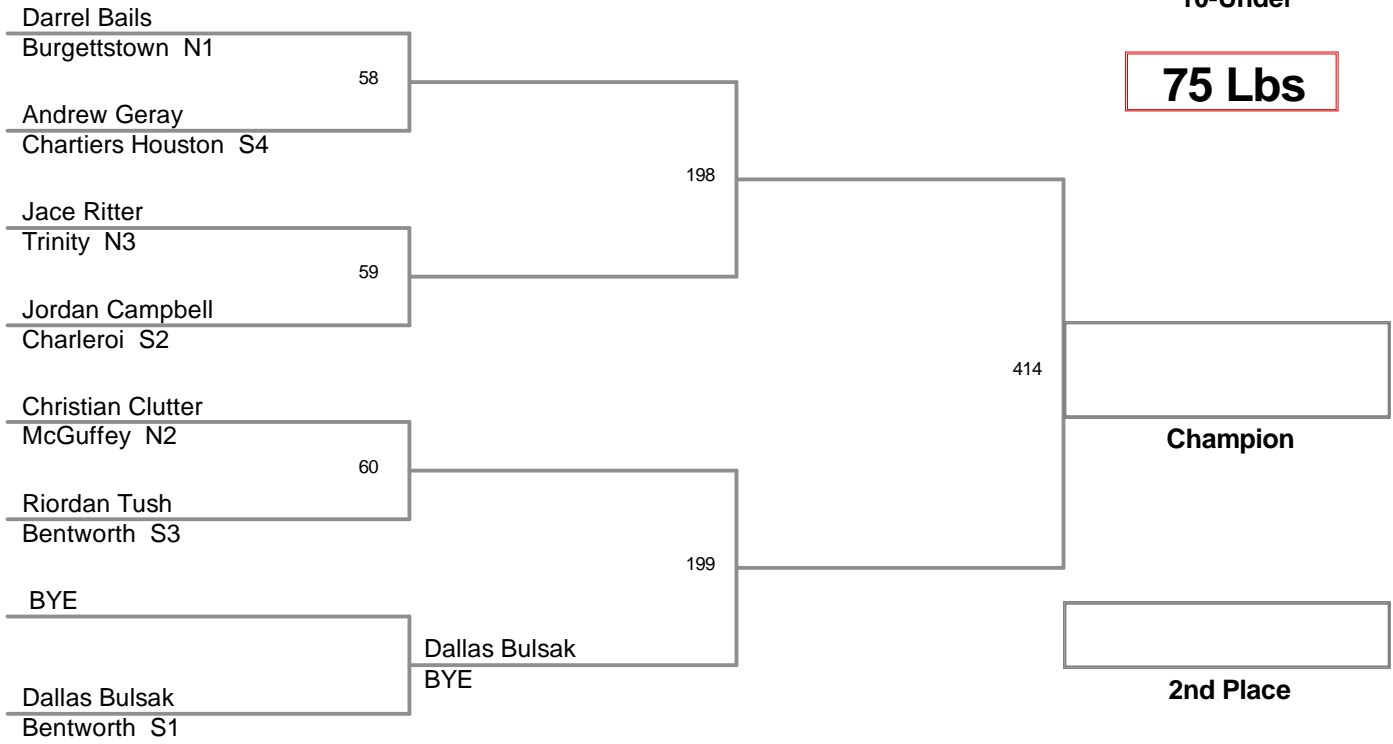 10-Under
75 Lbs
Darrel Bails
Burgettstown N1
58
Andrew Geray
Chartiers Houston S4
198
Jace Ritter
Trinity N3
59
Jordan Campbell
Charleroi S2
414
Champion
Christian Clutter
McGuffey N2
60
Riordan Tush
Bentworth S3
199
BYE
Dallas Bulsak
BYE
Dallas Bulsak
Bentworth S1
2nd Place